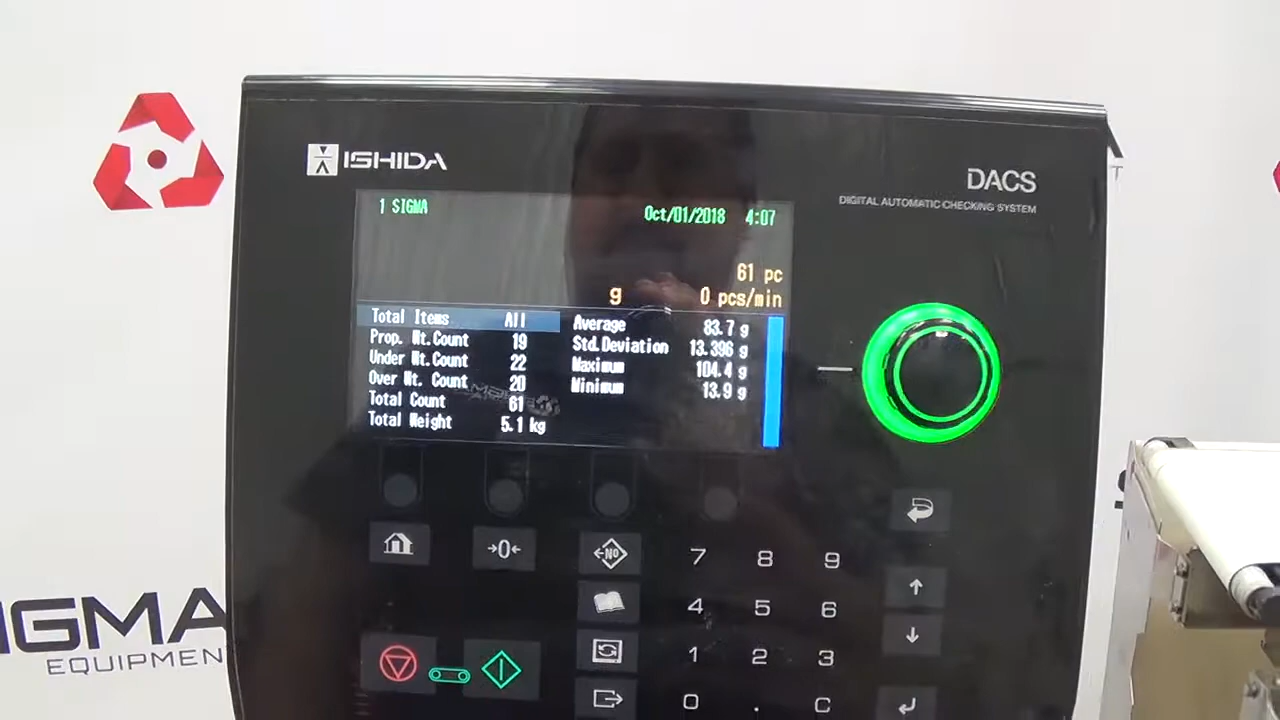 ISHIDA
DACS
DIGITAL AUTOMATIC CHECKING SYSTEM
1 SIGMA
Oct/01/2018 4:07
61 pc
g 0 pcs/min
Total Items All
Prop. Wt.Count 19
Under Wt.Count 22
Over Wt. Count 20
Total Count 61
Total Weight 5.1 kg
Average 83.7 g
Std.Deviation 13.396 g
Maximum 104.4 g
Minimum 13.9 g
→0←
←NO
7 8 9
4 5 6
1 2 3
0 . C
IGMA
EQUIPMEN